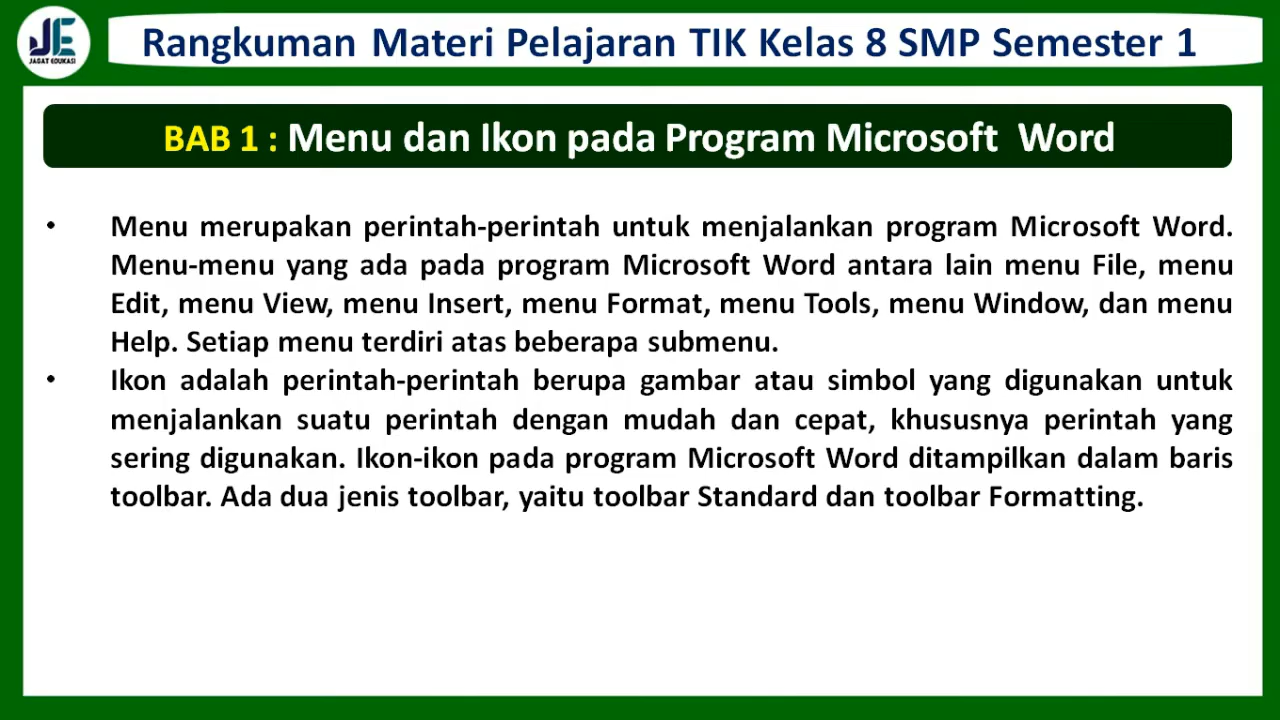 JE
JAGAT EDUKASI
Rangkuman Materi Pelajaran TIK Kelas 8 SMP Semester 1
BAB 1 : Menu dan Ikon pada Program Microsoft Word
• Menu merupakan perintah-perintah untuk menjalankan program Microsoft Word.
Menu-menu yang ada pada program Microsoft Word antara lain menu File, menu
Edit, menu View, menu Insert, menu Format, menu Tools, menu Window, dan menu
Help. Setiap menu terdiri atas beberapa submenu.
• Ikon adalah perintah-perintah berupa gambar atau simbol yang digunakan untuk
menjalankan suatu perintah dengan mudah dan cepat, khususnya perintah yang
sering digunakan. Ikon-ikon pada program Microsoft Word ditampilkan dalam baris
toolbar. Ada dua jenis toolbar, yaitu toolbar Standard dan toolbar Formatting.